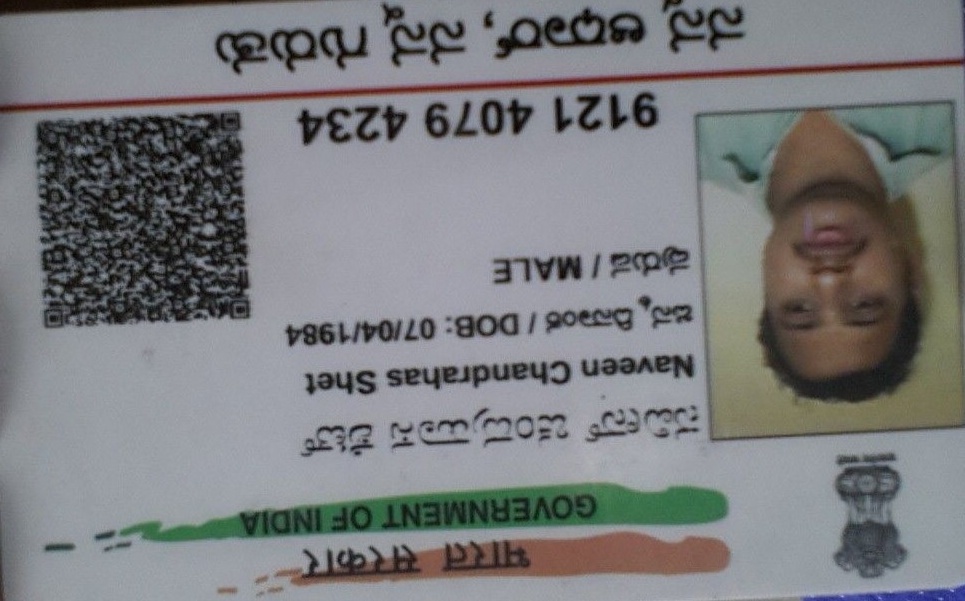 भारत सरकार
GOVERNMENT OF INDIA
ನವೀನ್ ಚಂದ್ರಹಾಸ ಶೇಟ್
Naveen Chandrahas Shet
ಜನ್ಮ ದಿನಾಂಕ / DOB: 07/04/1984
ಪುರುಷ / MALE
9121 4079 4234
ನನ್ನ ಆಧಾರ್, ನನ್ನ ಗುರುತು